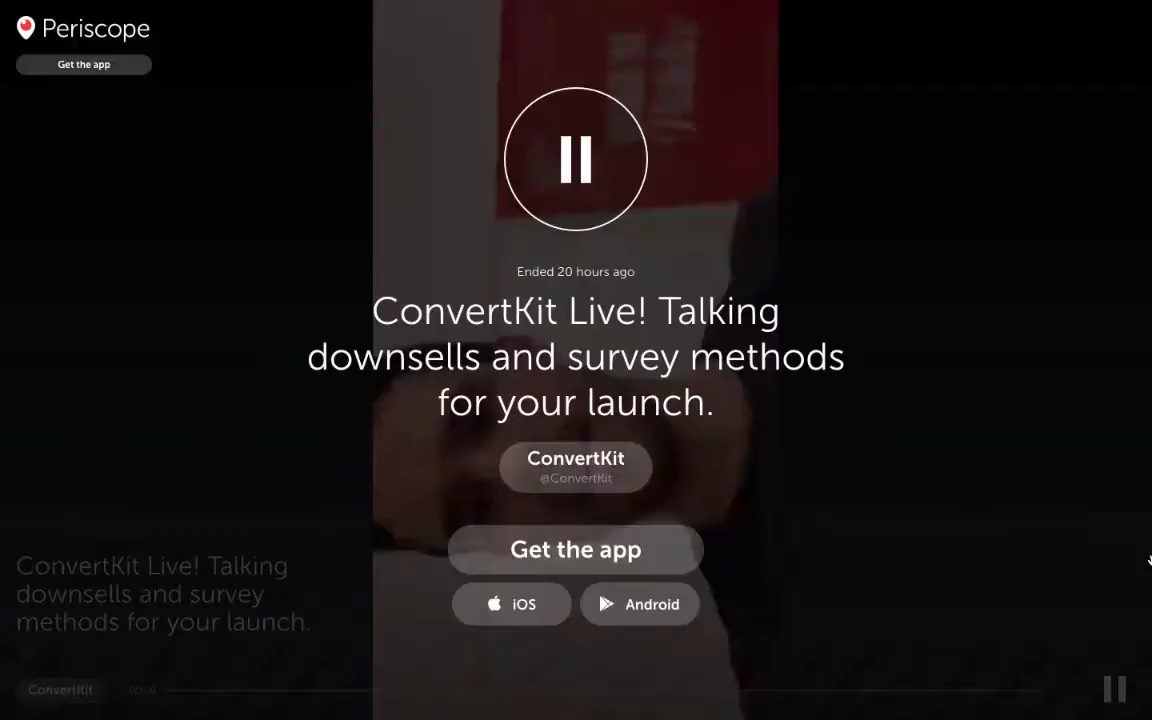 Periscope
Get the app
Ended 20 hours ago
ConvertKit Live! Talking
downsells and survey methods
for your launch.
ConvertKit
@ConvertKit
Get the app
iOS
Android
ConvertKit Live! Talking
downsells and survey
methods for your launch.
ConvertKit